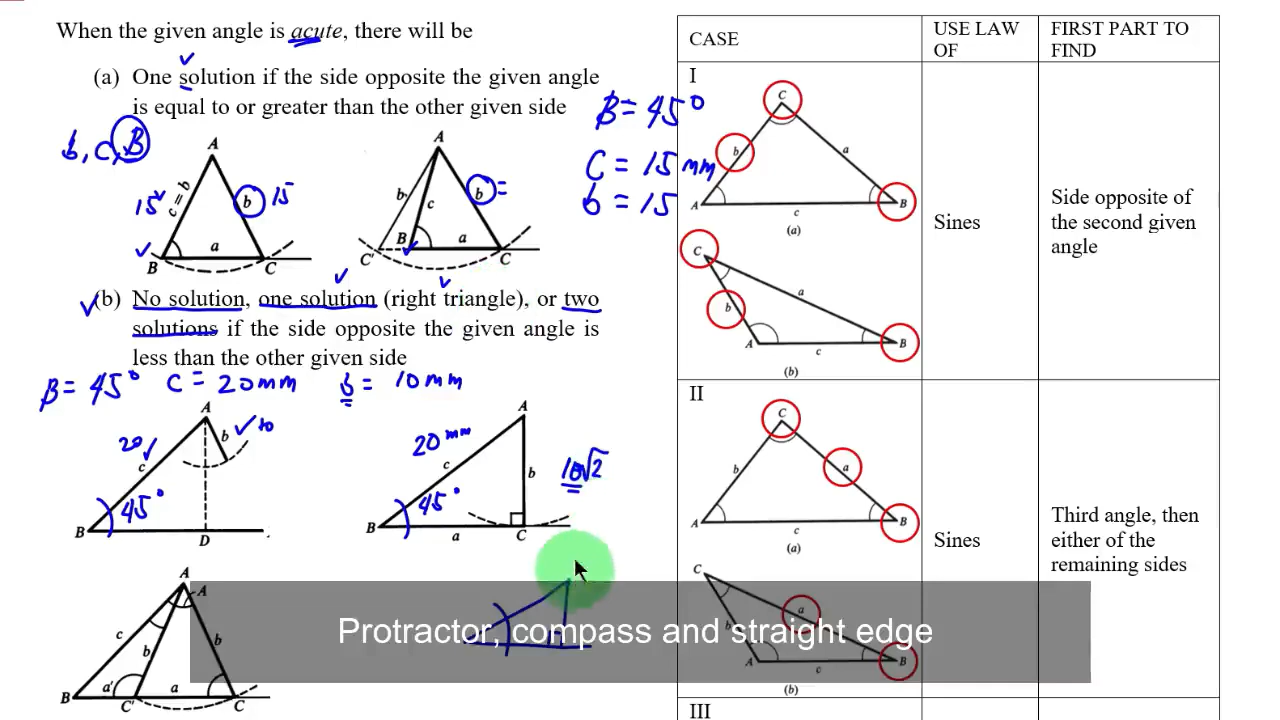 When the given angle is acute, there will be
(a) One solution if the side opposite the given angle
is equal to or greater than the other given side
b, C, B
B = 45°
C = 15 mm
b = 15
A
15
c = b
b
15
a
B
C
A
b
c
b
=
B
a
C'
C
(b) No solution, one solution (right triangle), or two
solutions if the side opposite the given angle is
less than the other given side
B = 45° C = 20mm b = 10mm
A
20
c
b
10
45°
B
D
A
20 mm
c
b
10√2
45°
B
a
C
A
A
c
b
b
a'
a
B
C'
C
Protractor, compass and straight edge
CASE
USE LAW
OF
FIRST PART TO
FIND
I
C
b
a
A
c
B
(a)
C
a
b
A
c
B
(b)
Sines
Side opposite of
the second given
angle
II
C
b
a
A
c
B
(a)
C
a
b
A
c
B
(b)
Sines
Third angle, then
either of the
remaining sides
III